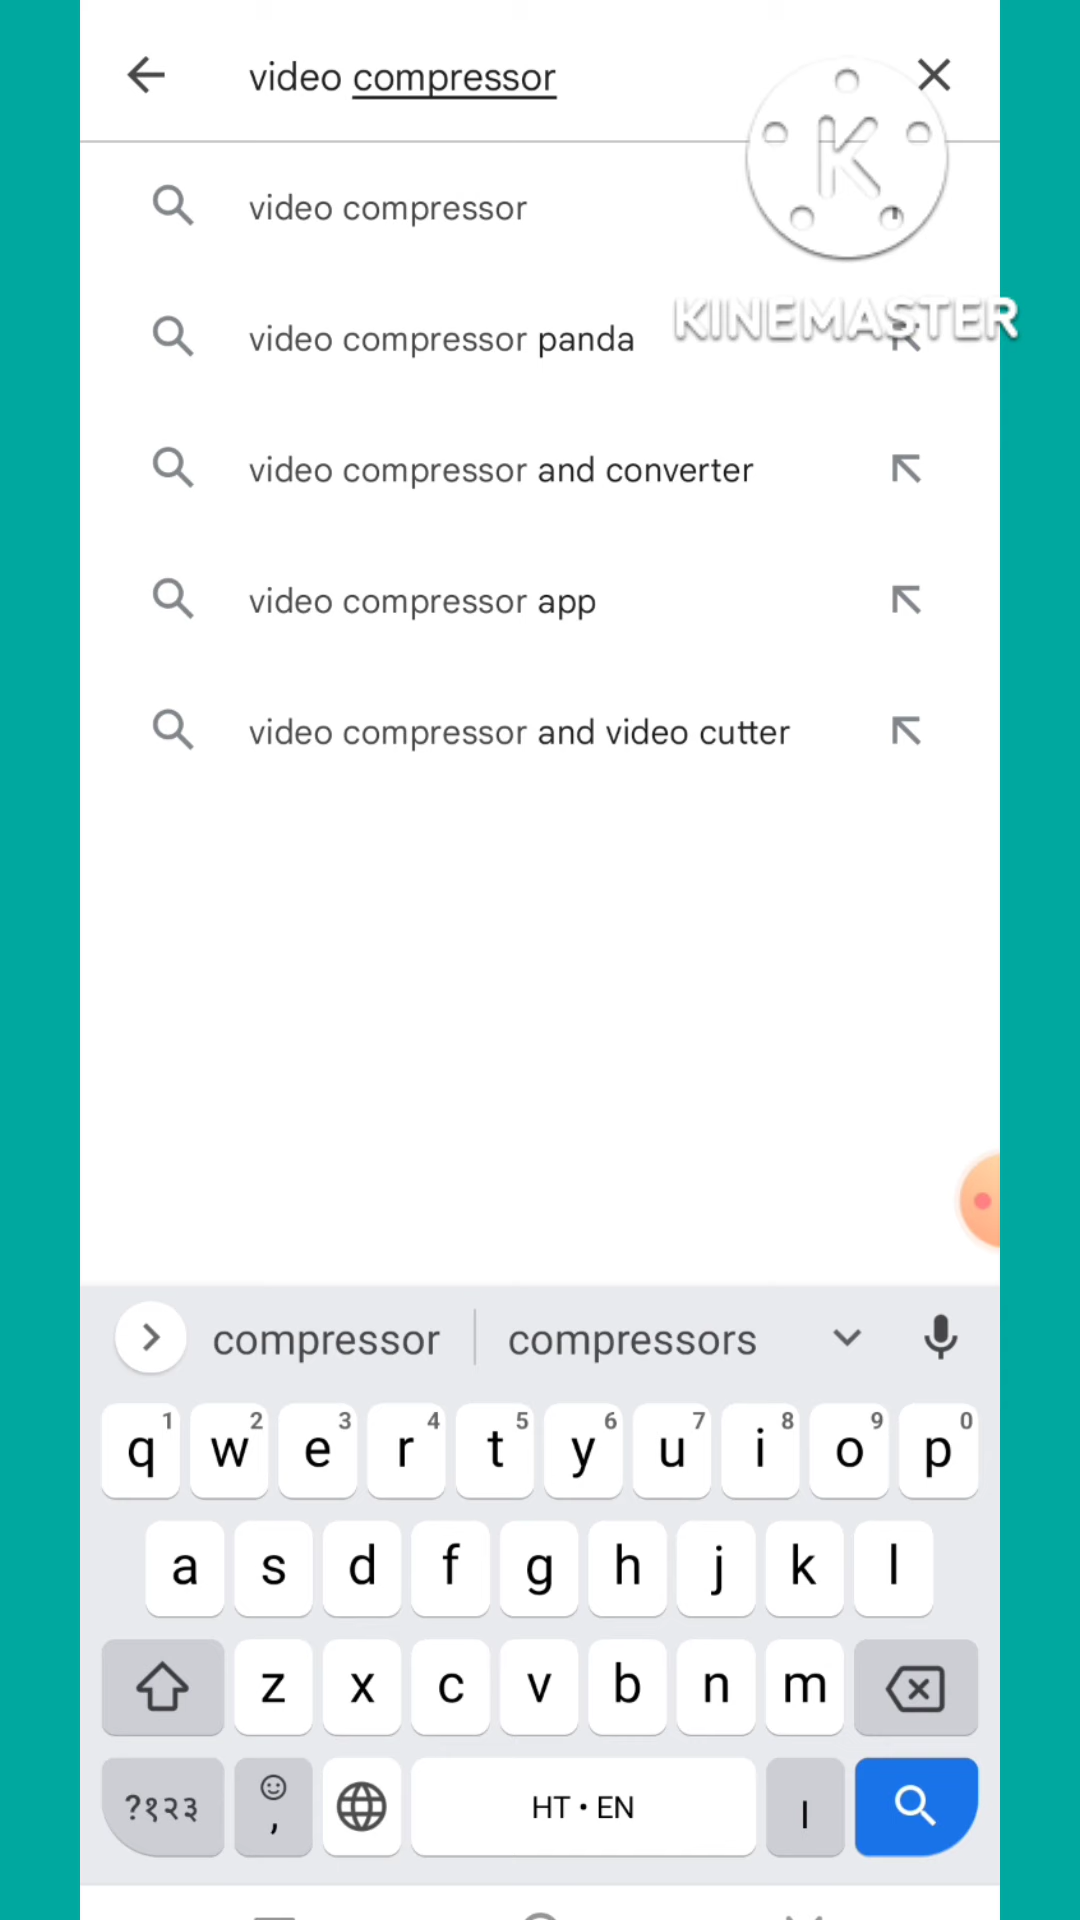 video compressor
K
KINEMASTER
video compressor
video compressor panda
video compressor and converter
video compressor app
video compressor and video cutter
compressor compressors
1 2 3 4 5 6 7 8 9 0
q w e r t y u i o p
a s d f g h j k l
z x c v b n m
?१२३ , HT • EN ।